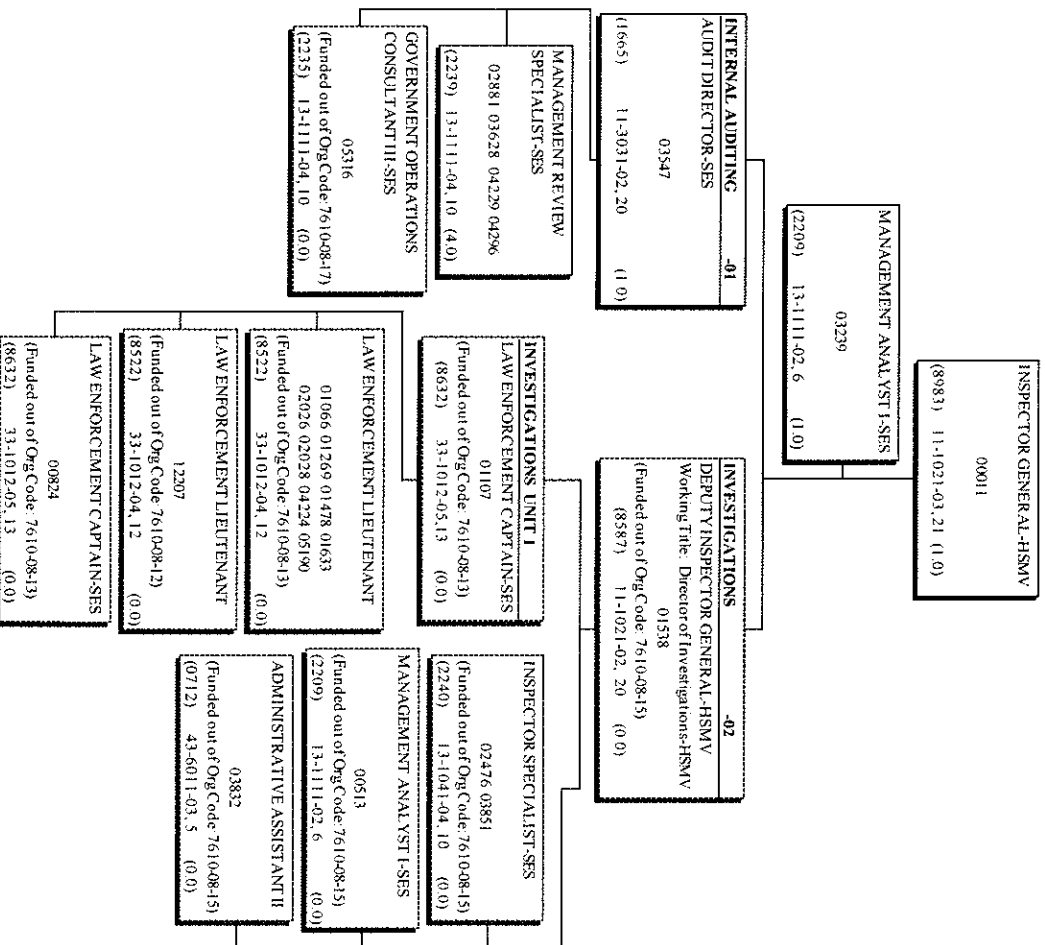 INSPECTOR GENERAL-HSMV
00011
(8983) 11-1021-03, 21 (1.0)
MANAGEMENT ANALYST I-SES
03239
(2209) 13-1111-02, 6 (1.0)
INTERNAL AUDITING -01
AUDIT DIRECTOR-SES
03547
(1665) 11-3031-02, 20 (1 0)
MANAGEMENT REVIEW
SPECIALIST-SES
02881 03628 04229 04296
(2239) 13-1111-04, 10 (4.0)
GOVERNMENT OPERATIONS
CONSULTANT III-SES
05316
(Funded out of Org Code: 7610-08-17)
(2235) 13-1111-04, 10 (0.0)
INVESTIGATIONS -02
DEPUTY INSPECTOR GENERAL-HSMV
Working Title: Director of Investigations-HSMV
01538
(Funded out of Org Code: 7610-08-15)
(8587) 11-1021-02, 20 (0 0)
INVESTIGATIONS UNIT I
LAW ENFORCEMENT CAPTAIN-SES
01107
(Funded out of Org Code: 7610-08-13)
(8632) 33-1012-05, 13 (0.0)
LAW ENFORCEMENT LIEUTENANT
01066 01269 01478 01633
02026 02028 04224 05190
(Funded out of Org Code: 7610-08-13)
(8522) 33-1012-04, 12 (0.0)
LAW ENFORCEMENT LIEUTENANT
12207
(Funded out of Org Code: 7610-08-12)
(8522) 33-1012-04, 12 (0.0)
LAW ENFORCEMENT CAPTAIN-SES
00824
(Funded out of Org Code: 7610-08-13)
(8632) 33-1012-05, 13 (0.0)
INSPECTOR SPECIALIST-SES
02476 03851
(Funded out of Org Code: 7610-08-15)
(2240) 13-1041-04, 10 (0.0)
MANAGEMENT ANALYST I-SES
00513
(Funded out of Org Code: 7610-08-15)
(2209) 13-1111-02, 6 (0.0)
ADMINISTRATIVE ASSISTANT II
03832
(Funded out of Org Code: 7610-08-15)
(0712) 43-6011-03, 5 (0.0)